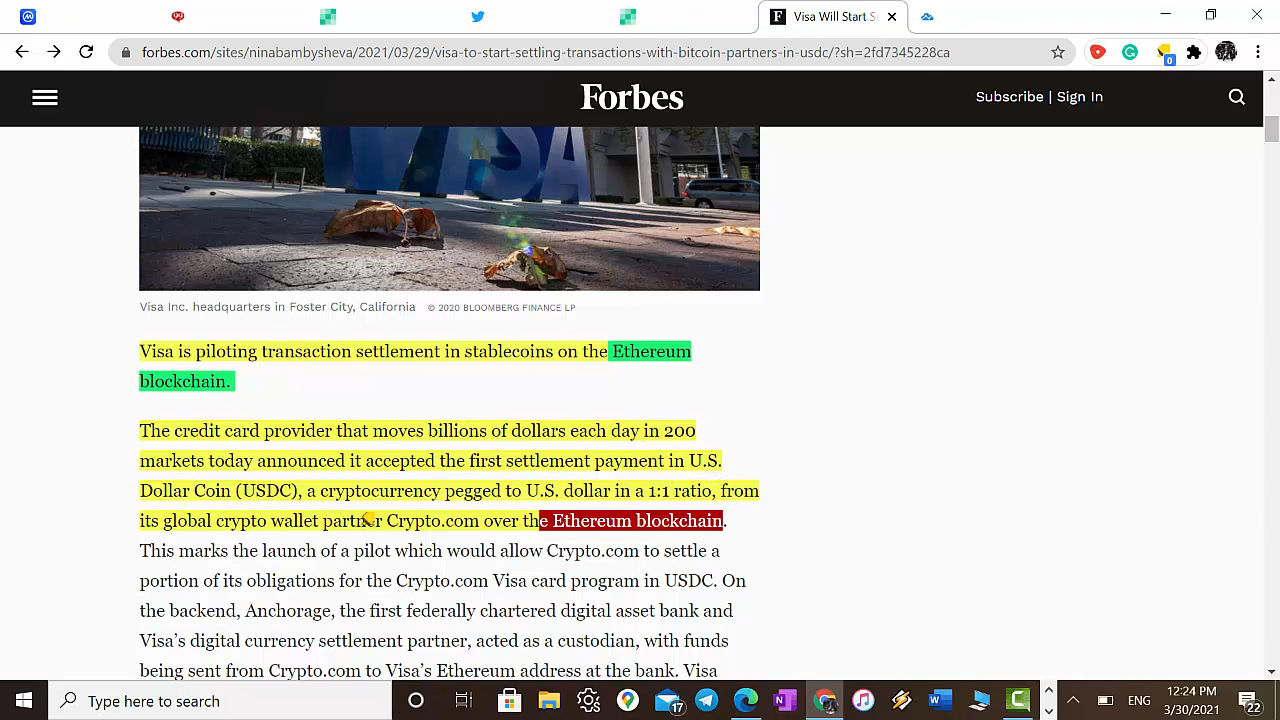 Visa Will Start S
forbes.com/sites/ninabambysheva/2021/03/29/visa-to-start-settling-transactions-with-bitcoin-partners-in-usdc/?sh=2fd7345228ca
0
Forbes
Subscribe | Sign In
VISA
Visa Inc. headquarters in Foster City, California © 2020 BLOOMBERG FINANCE LP
Visa is piloting transaction settlement in stablecoins on the Ethereum
blockchain.
The credit card provider that moves billions of dollars each day in 200
markets today announced it accepted the first settlement payment in U.S.
Dollar Coin (USDC), a cryptocurrency pegged to U.S. dollar in a 1:1 ratio, from
its global crypto wallet partner Crypto.com over the Ethereum blockchain.
This marks the launch of a pilot which would allow Crypto.com to settle a
portion of its obligations for the Crypto.com Visa card program in USDC. On
the backend, Anchorage, the first federally chartered digital asset bank and
Visa's digital currency settlement partner, acted as a custodian, with funds
being sent from Crypto.com to Visa's Ethereum address at the bank. Visa
Type here to search
17
ENG
12:24 PM
3/30/2021
22